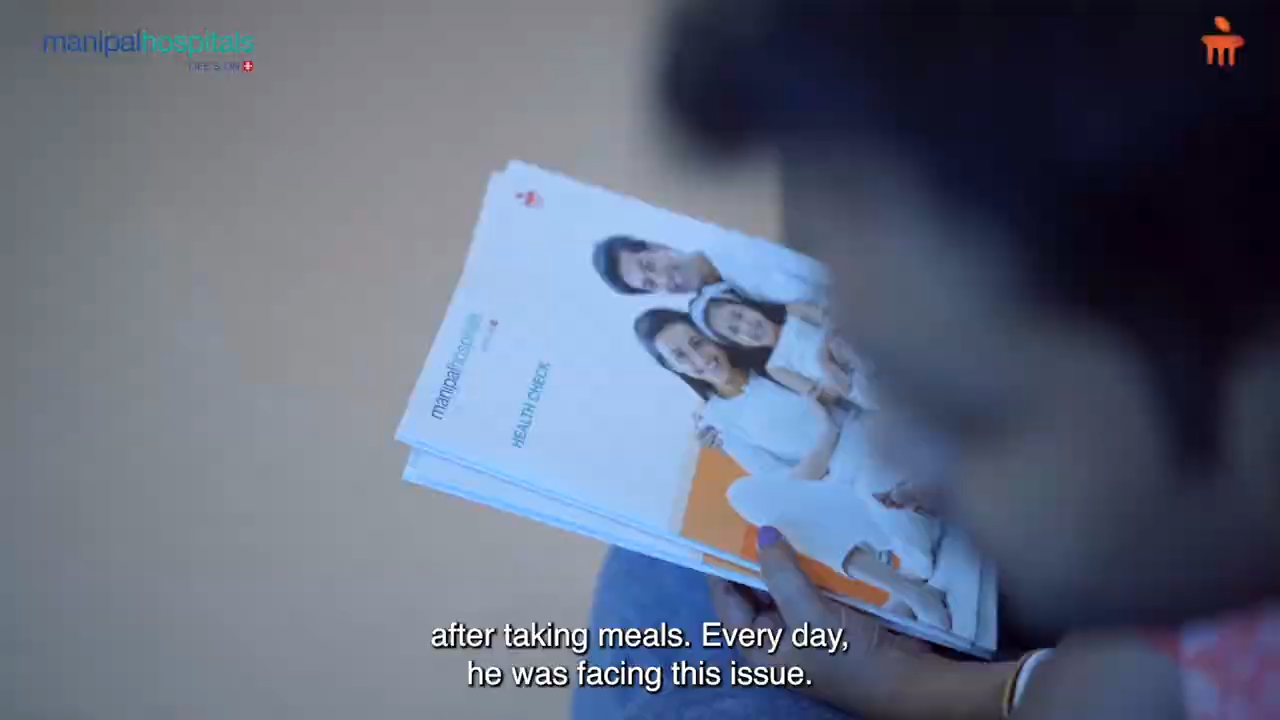 manipalhospitals
LIFE'S ON
manipalhospitals
HEALTH CHECK
after taking meals. Every day,
he was facing this issue.